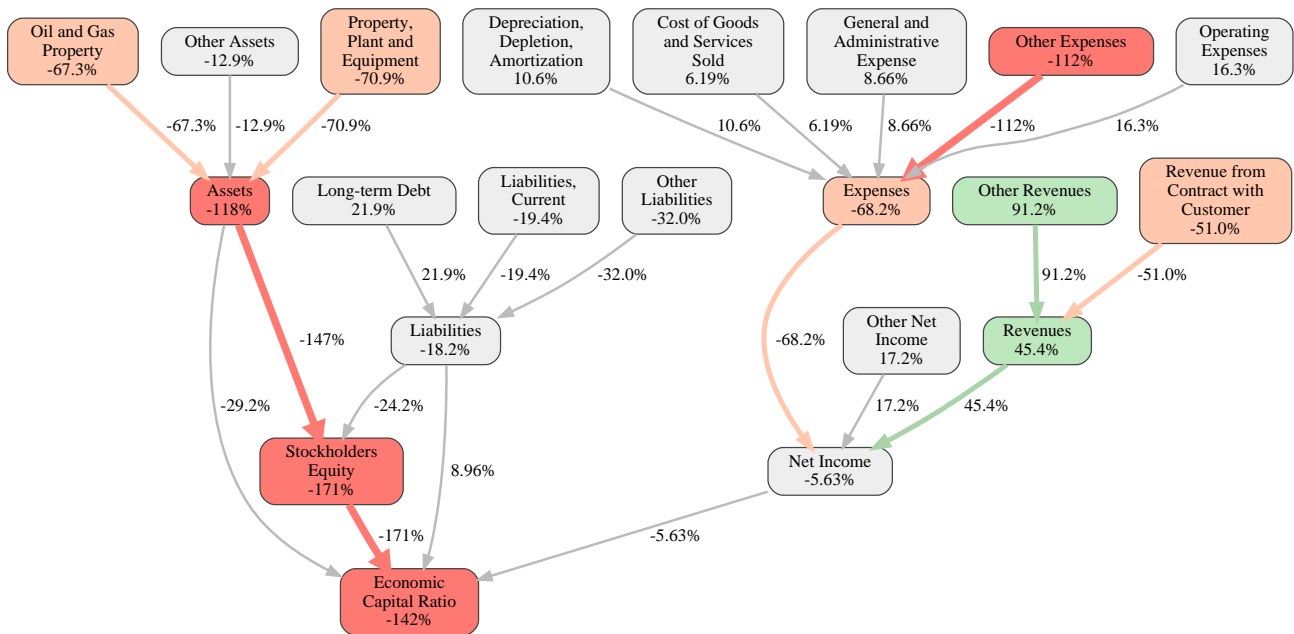 Oil and Gas
Property
-67.3%
Other Assets
-12.9%
Property,
Plant and
Equipment
-70.9%
Depreciation,
Depletion,
Amortization
10.6%
Cost of Goods
and Services
Sold
6.19%
General and
Administrative
Expense
8.66%
Other Expenses
-112%
Operating
Expenses
16.3%
-67.3%
-12.9%
-70.9%
10.6%
6.19%
8.66%
-112%
16.3%
Assets
-118%
Long-term Debt
21.9%
Liabilities,
Current
-19.4%
Other
Liabilities
-32.0%
Expenses
-68.2%
Other Revenues
91.2%
Revenue from
Contract with
Customer
-51.0%
21.9%
-19.4%
-32.0%
91.2%
-51.0%
-147%
Liabilities
-18.2%
-68.2%
Other Net
Income
17.2%
Revenues
45.4%
-29.2%
-24.2%
17.2%
45.4%
Stockholders
Equity
-171%
8.96%
Net Income
-5.63%
-171%
-5.63%
Economic
Capital Ratio
-142%